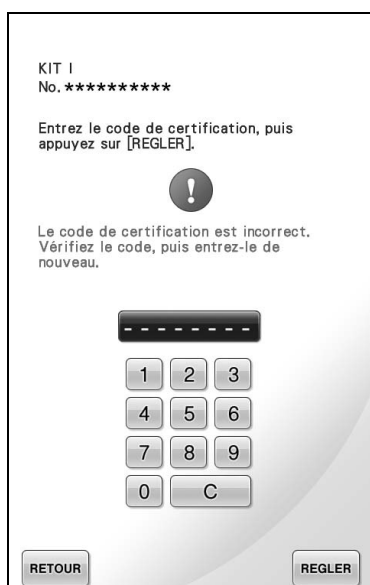 KIT I
No. **********
Entrez le code de certification, puis
appuyez sur [REGLER].
!
Le code de certification est incorrect.
Vérifiez le code, puis entrez-le de
nouveau.
- - - - - - - -
1 2 3
4 5 6
7 8 9
0 C
RETOUR REGLER